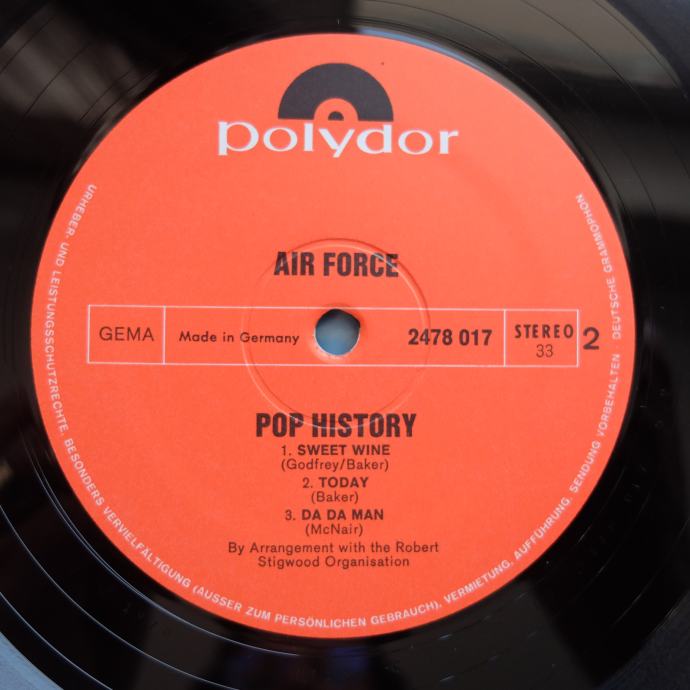 polydor
AIR FORCE
GEMA
Made in Germany
2478 017
STEREO
33
2
POP HISTORY
1. SWEET WINE
(Godfrey/Baker)
2. TODAY
(Baker)
3. DA DA MAN
(McNair)
By Arrangement with the Robert
Stigwood Organisation
URHEBER- UND LEISTUNGSSCHUTZRECHTE, BESONDERS VERVIELFÄLTIGUNG (AUSSER ZUM PERSÖNLICHEN GEBRAUCH), VERMIETUNG, AUFFÜHRUNG, SENDUNG VORBEHALTEN DEUTSCHE GRAMMOPHON